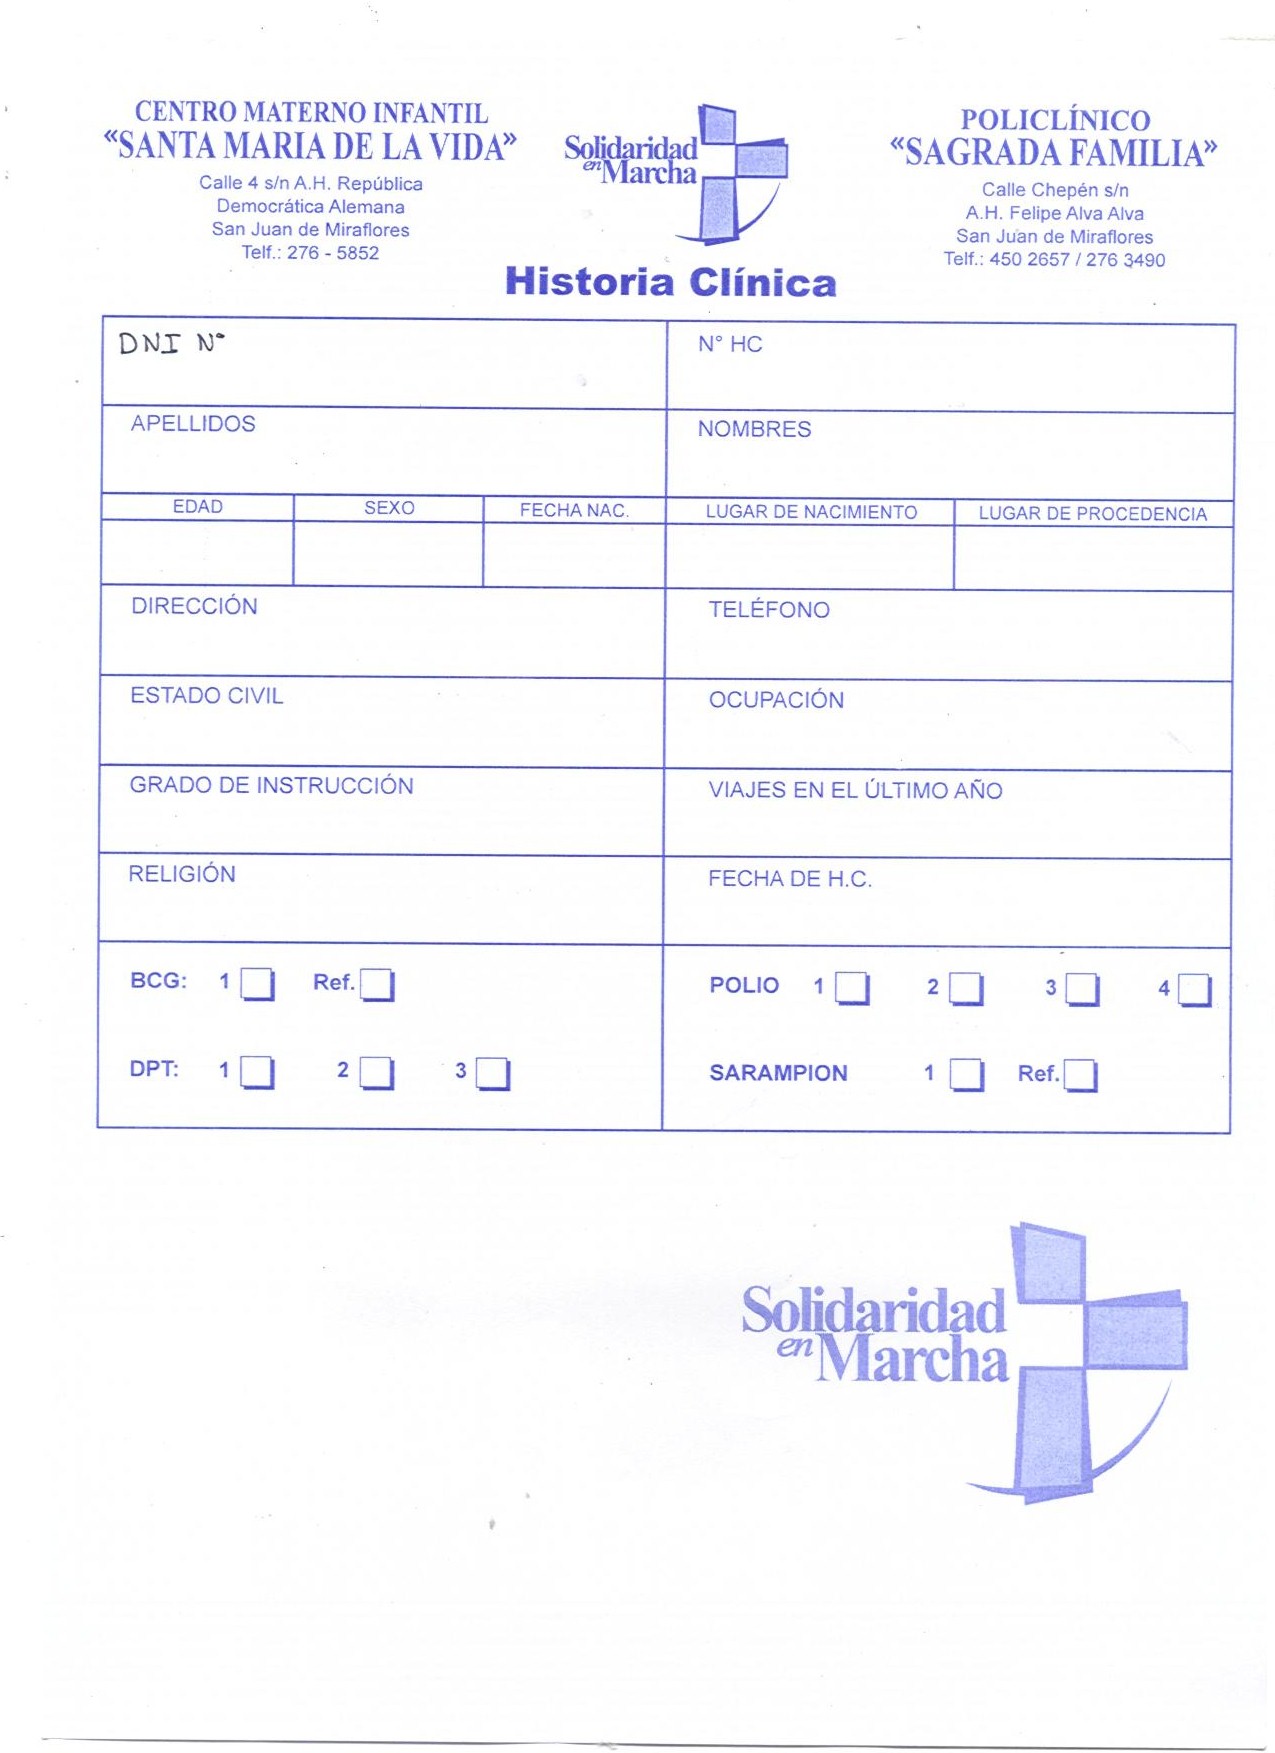 CENTRO MATERNO INFANTIL
“SANTA MARIA DE LA VIDA”
Calle 4 s/n A.H. República
Democrática Alemana
San Juan de Miraflores
Telf.: 276 - 5852
Solidaridad
en Marcha
POLICLÍNICO
“SAGRADA FAMILIA”
Calle Chepén s/n
A.H. Felipe Alva Alva
San Juan de Miraflores
Telf.: 450 2657 / 276 3490
Historia Clínica
DNI N° N° HC
APELLIDOS NOMBRES
EDAD SEXO FECHA NAC. LUGAR DE NACIMIENTO LUGAR DE PROCEDENCIA
DIRECCIÓN TELÉFONO
ESTADO CIVIL OCUPACIÓN
GRADO DE INSTRUCCIÓN VIAJES EN EL ÚLTIMO AÑO
RELIGIÓN FECHA DE H.C.
BCG: 1 Ref. POLIO 1 2 3 4
DPT: 1 2 3 SARAMPION 1 Ref.
Solidaridad
en Marcha